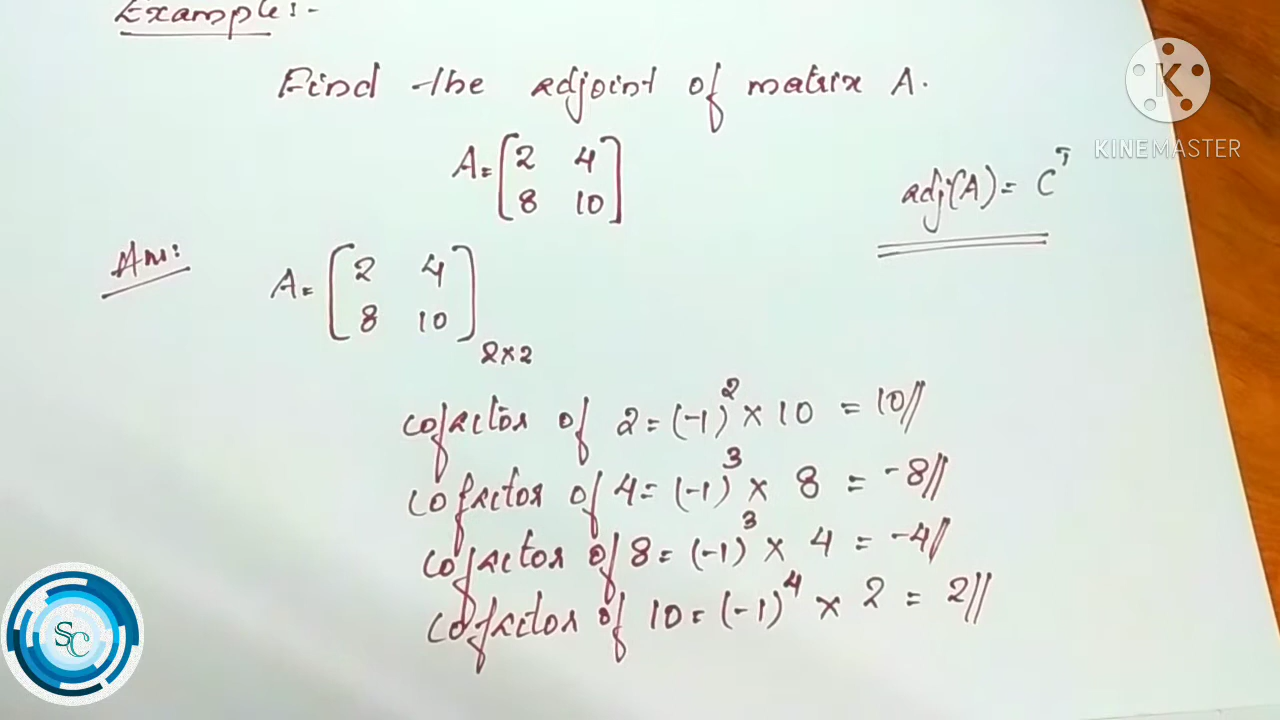 Example:-
Find the adjoint of matrix A.
A=[2 4
8 10]
adj(A)= Cᵀ
Ans:
A=[2 4
8 10]2×2
cofactor of 2=(-1)²×10 = 10//
cofactor of 4=(-1)³× 8 = -8//
cofactor of 8=(-1)³× 4 = -4//
cofactor of 10=(-1)⁴× 2 = 2//
KINEMASTER
K
SC